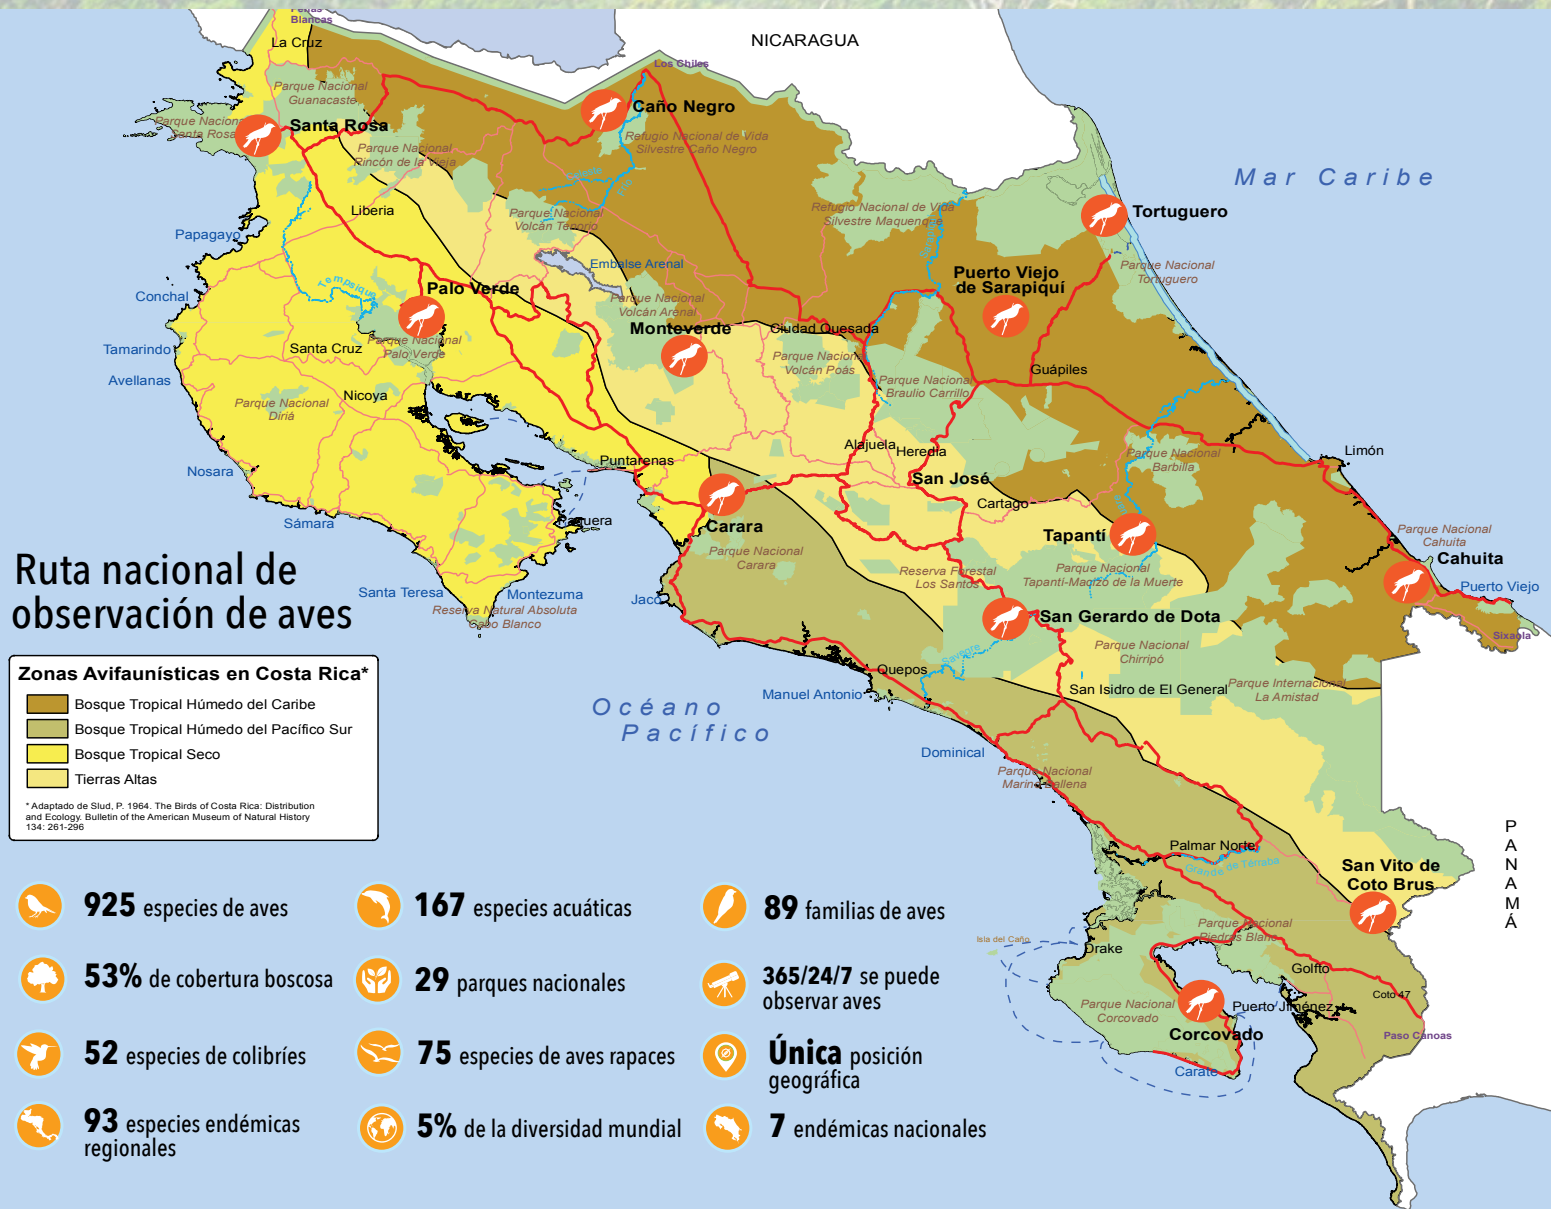 Peñas
Blancas
La Cruz
NICARAGUA
Los Chiles
Parque Nacional
Guanacaste
Caño Negro
Parque Nacional
Santa Rosa
Santa Rosa
Refugio Nacional de Vida
Silvestre Caño Negro
Parque Nacional
Rincón de la Vieja
Mar Caribe
Liberia
Parque Nacional
Volcán Tenorio
Refugio Nacional de Vida
Silvestre Maquenque
Tortuguero
Papagayo
Embalse Arenal
Puerto Viejo
de Sarapiquí
Parque Nacional
Tortuguero
Tempisque
Palo Verde
Conchal
Parque Nacional
Volcán Arenal
Monteverde
Ciudad Quesada
Tamarindo
Santa Cruz
Parque Nacional
Palo Verde
Parque Nacional
Volcán Poás
Guápiles
Avellanas
Nicoya
Parque Nacional
Braulio Carrillo
Parque Nacional
Diriá
Alajuela
Heredia
Limón
Nosara
Puntarenas
San José
Parque Nacional
Barbilla
Sámara
Paquera
Carara
Cartago
Tapantí
Parque Nacional
Cahuita
Cahuita
Parque Nacional
Carara
Reserva Forestal
Los Santos
Parque Nacional
Tapantí-Macizo de la Muerte
Puerto Viejo
Ruta nacional de
observación de aves
Santa Teresa
Montezuma
Reserva Natural Absoluta
Cabo Blanco
Jacó
San Gerardo de Dota
Sixaola
Savegre
Parque Nacional
Chirripó
Quepos
Manuel Antonio
San Isidro de El General
Parque Internacional
La Amistad
Océano
Pacífico
Dominical
Parque Nacional
Marino Ballena
Zonas Avifaunísticas en Costa Rica*
Bosque Tropical Húmedo del Caribe
Bosque Tropical Húmedo del Pacífico Sur
Bosque Tropical Seco
Tierras Altas
* Adaptado de Slud, P. 1964. The Birds of Costa Rica: Distribution
and Ecology. Bulletin of the American Museum of Natural History
134: 261-296
PANAMÁ
Palmar Norte
Grande de Térraba
San Vito de
Coto Brus
Parque Nacional
Piedras Blanc
Isla del Caño
Drake
Golfito
Coto 47
Parque Nacional
Corcovado
Puerto Jiménez
Corcovado
Paso Canoas
Carate
925 especies de aves
167 especies acuáticas
89 familias de aves
53% de cobertura boscosa
29 parques nacionales
365/24/7 se puede
observar aves
52 especies de colibríes
75 especies de aves rapaces
Única posición
geográfica
93 especies endémicas
regionales
5% de la diversidad mundial
7 endémicas nacionales